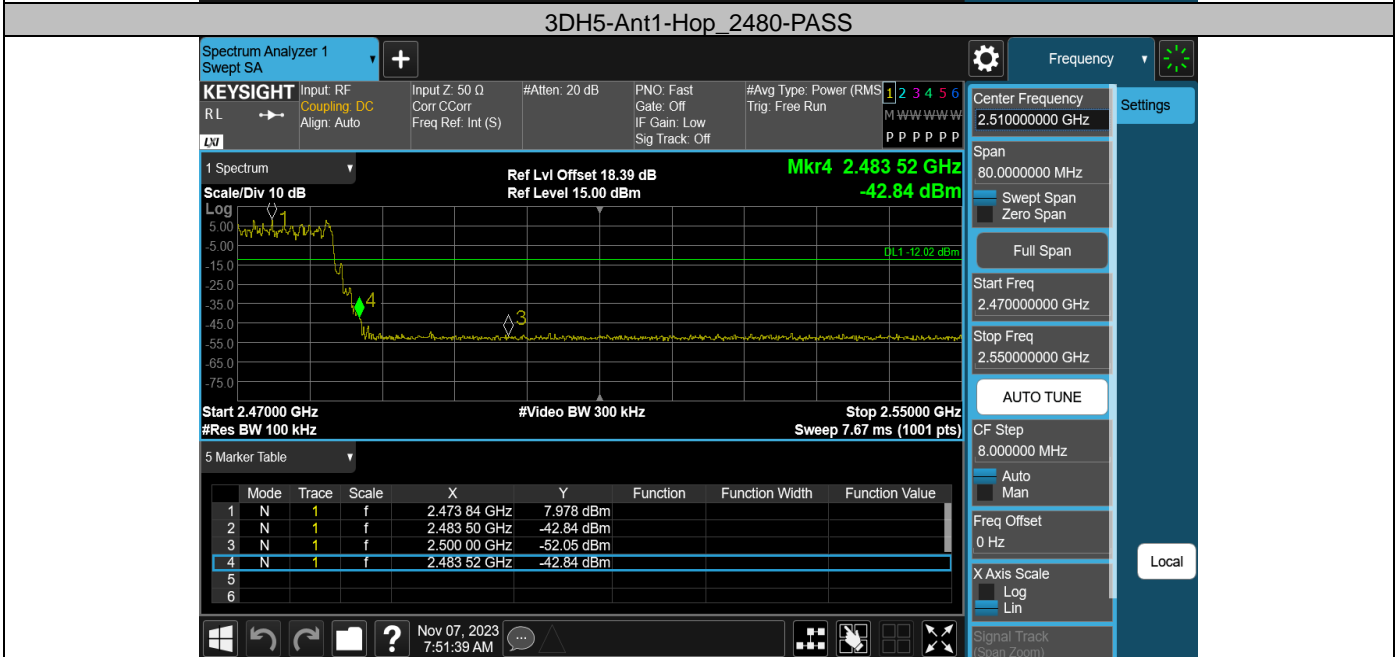 3DH5-Ant1-Hop_2480-PASS
Spectrum Analyzer 1
Swept SA
+
Frequency
KEYSIGHT
RL
LXI
Input: RF
Coupling: DC
Align: Auto
Input Z: 50 Ω
Corr CCorr
Freq Ref: Int (S)
#Atten: 20 dB
PNO: Fast
Gate: Off
IF Gain: Low
Sig Track: Off
#Avg Type: Power (RMS
Trig: Free Run
1 2 3 4 5 6
M W W W W W
P P P P P P
1 Spectrum
Scale/Div 10 dB
Ref Lvl Offset 18.39 dB
Ref Level 15.00 dBm
Mkr4 2.483 52 GHz
-42.84 dBm
Log
5.00
-5.00
-15.0
-25.0
-35.0
-45.0
-55.0
-65.0
-75.0
1
4
3
DL1 -12.02 dBm
Start 2.47000 GHz
#Res BW 100 kHz
#Video BW 300 kHz
Stop 2.55000 GHz
Sweep 7.67 ms (1001 pts)
5 Marker Table
Mode Trace Scale X Y Function Function Width Function Value
1 N 1 f 2.473 84 GHz 7.978 dBm
2 N 1 f 2.483 50 GHz -42.84 dBm
3 N 1 f 2.500 00 GHz -52.05 dBm
4 N 1 f 2.483 52 GHz -42.84 dBm
5
6
?
Nov 07, 2023
7:51:39 AM
Center Frequency
2.510000000 GHz
Settings
Span
80.0000000 MHz
Swept Span
Zero Span
Full Span
Start Freq
2.470000000 GHz
Stop Freq
2.550000000 GHz
AUTO TUNE
CF Step
8.000000 MHz
Auto
Man
Freq Offset
0 Hz
X Axis Scale
Log
Lin
Signal Track
(Span Zoom)
Local